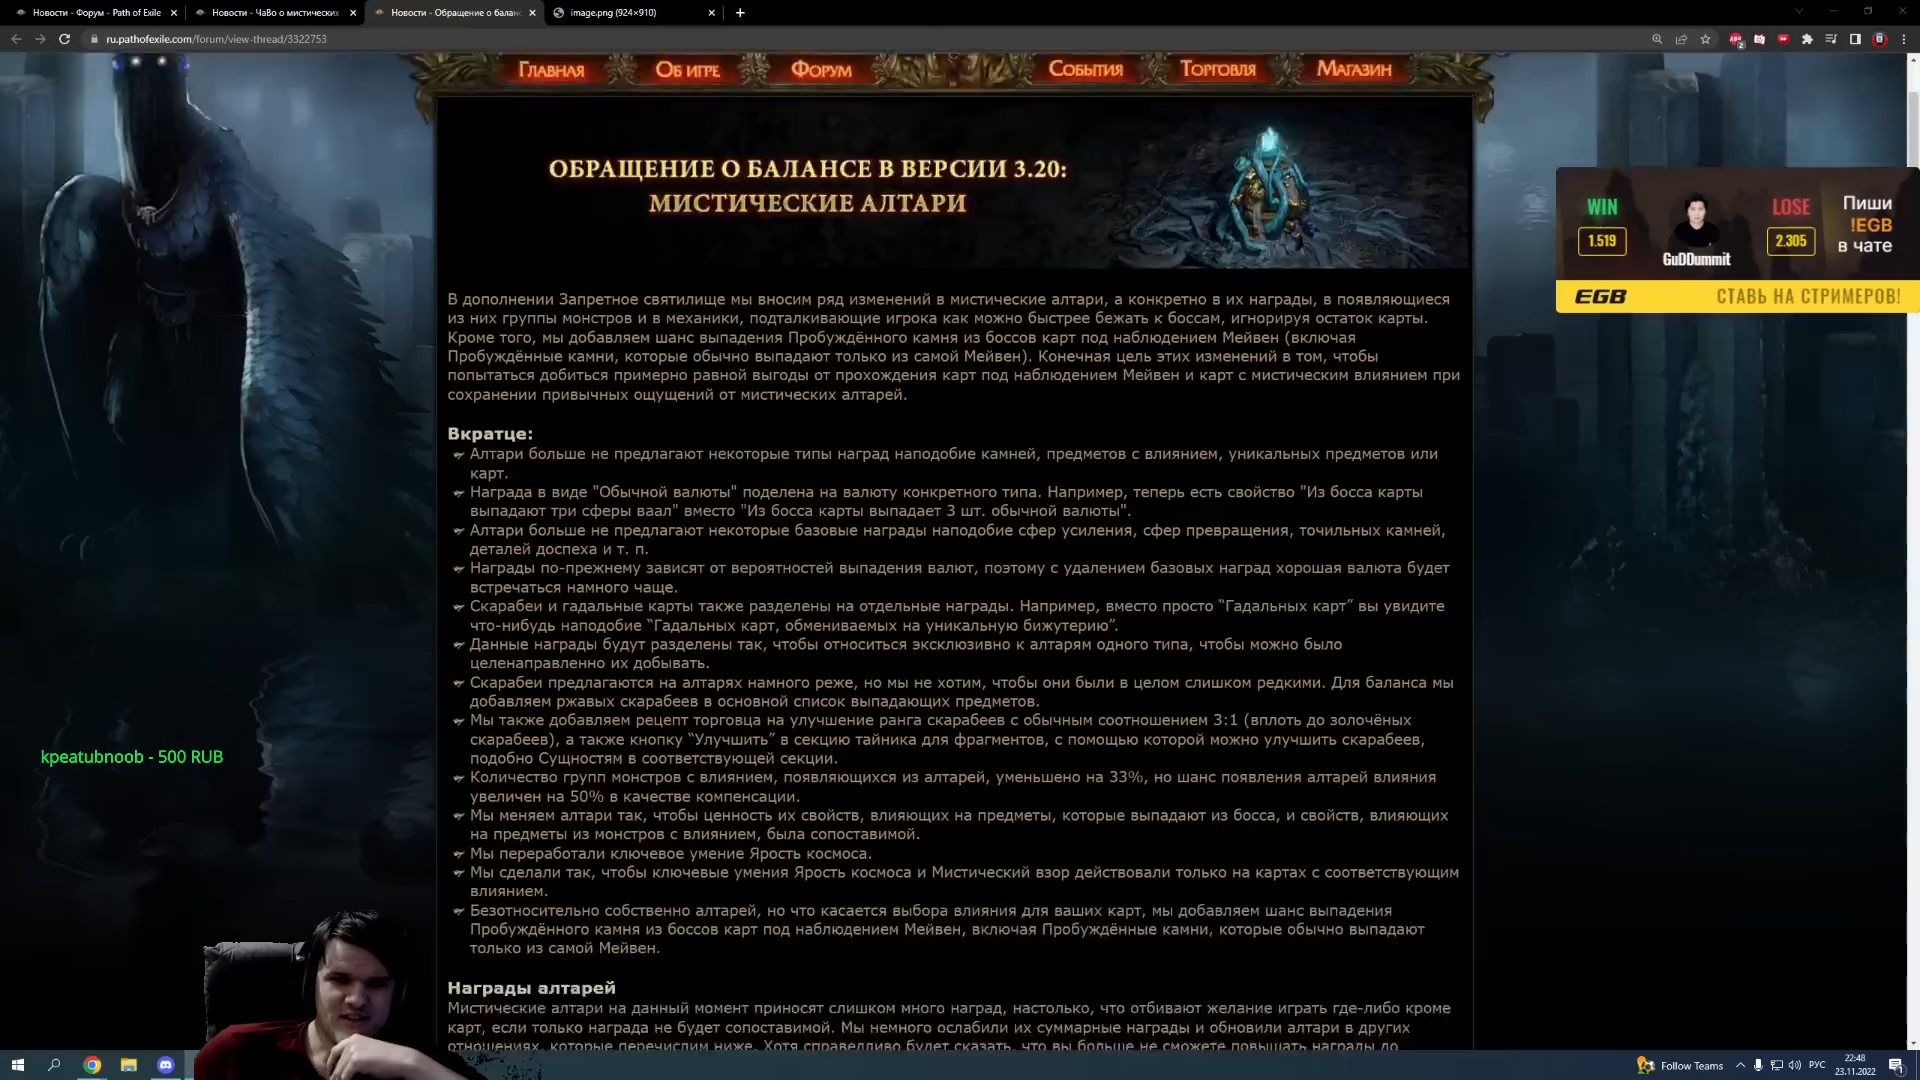 Новости - Форум - Path of Exile
Новости - ЧаВо о мистических
Новости - Обращение о балан
image.png (924×910)
ru.pathofexile.com/forum/view-thread/3322753
Главная
Об игре
Форум
События
Торговля
Магазин
ОБРАЩЕНИЕ О БАЛАНСЕ В ВЕРСИИ 3.20:
МИСТИЧЕСКИЕ АЛТАРИ
В дополнении Запретное святилище мы вносим ряд изменений в мистические алтари, а конкретно в их награды, в появляющиеся
из них группы монстров и в механики, подталкивающие игрока как можно быстрее бежать к боссам, игнорируя остаток карты.
Кроме того, мы добавляем шанс выпадения Пробуждённого камня из боссов карт под наблюдением Мейвен (включая
Пробуждённые камни, которые обычно выпадают только из самой Мейвен). Конечная цель этих изменений в том, чтобы
попытаться добиться примерно равной выгоды от прохождения карт под наблюдением Мейвен и карт с мистическим влиянием при
сохранении привычных ощущений от мистических алтарей.
Вкратце:
Алтари больше не предлагают некоторые типы наград наподобие камней, предметов с влиянием, уникальных предметов или
карт.
Награда в виде "Обычной валюты" поделена на валюту конкретного типа. Например, теперь есть свойство "Из босса карты
выпадают три сферы ваал" вместо "Из босса карты выпадает 3 шт. обычной валюты".
Алтари больше не предлагают некоторые базовые награды наподобие сфер усиления, сфер превращения, точильных камней,
деталей доспеха и т. п.
Награды по-прежнему зависят от вероятностей выпадения валют, поэтому с удалением базовых наград хорошая валюта будет
встречаться намного чаще.
Скарабеи и гадальные карты также разделены на отдельные награды. Например, вместо просто “Гадальных карт” вы увидите
что-нибудь наподобие “Гадальных карт, обмениваемых на уникальную бижутерию”.
Данные награды будут разделены так, чтобы относиться эксклюзивно к алтарям одного типа, чтобы можно было
целенаправленно их добывать.
Скарабеи предлагаются на алтарях намного реже, но мы не хотим, чтобы они были в целом слишком редкими. Для баланса мы
добавляем ржавых скарабеев в основной список выпадающих предметов.
Мы также добавляем рецепт торговца на улучшение ранга скарабеев с обычным соотношением 3:1 (вплоть до золочёных
скарабеев), а также кнопку “Улучшить” в секцию тайника для фрагментов, с помощью которой можно улучшить скарабеев,
подобно Сущностям в соответствующей секции.
Количество групп монстров с влиянием, появляющихся из алтарей, уменьшено на 33%, но шанс появления алтарей влияния
увеличен на 50% в качестве компенсации.
Мы меняем алтари так, чтобы ценность их свойств, влияющих на предметы, которые выпадают из босса, и свойств, влияющих
на предметы из монстров с влиянием, была сопоставимой.
Мы переработали ключевое умение Ярость космоса.
Мы сделали так, чтобы ключевые умения Ярость космоса и Мистический взор действовали только на картах с соответствующим
влиянием.
Безотносительно собственно алтарей, но что касается выбора влияния для ваших карт, мы добавляем шанс выпадения
Пробуждённого камня из боссов карт под наблюдением Мейвен, включая Пробуждённые камни, которые обычно выпадают
только из самой Мейвен.
Награды алтарей
Мистические алтари на данный момент приносят слишком много наград, настолько, что отбивают желание играть где-либо кроме
карт, если только награда не будет сопоставимой. Мы немного ослабили их суммарные награды и обновили алтари в других
отношениях, которые перечислим ниже. Хотя справедливо будет сказать, что вы больше не сможете повышать награды до
WIN
1.519
GuDDummit
LOSE
2.305
Пиши
!EGB
в чате
EGB
СТАВЬ НА СТРИМЕРОВ!
kpeatubnoob - 500 RUB
Follow Teams
РУС
22:48
23.11.2022